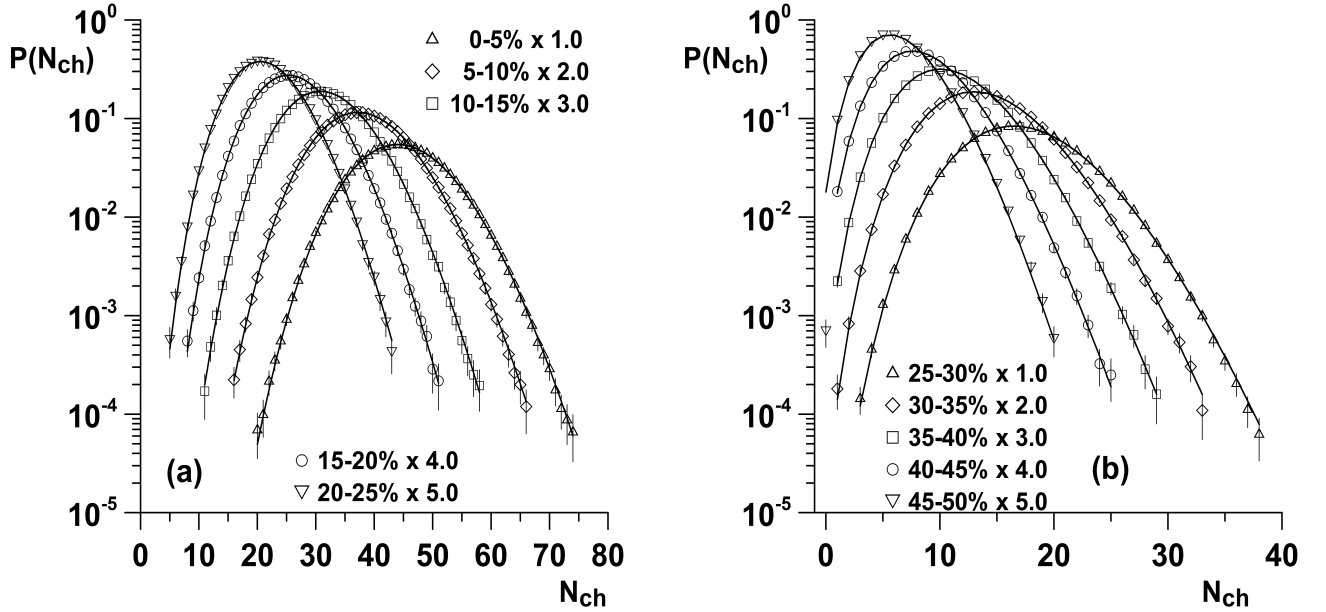 P(N_ch)
10^0
10^-1
10^-2
10^-3
10^-4
10^-5
0-5% x 1.0
5-10% x 2.0
10-15% x 3.0
15-20% x 4.0
20-25% x 5.0
(a)
0 10 20 30 40 50 60 70 80
N_ch
P(N_ch)
10^0
10^-1
10^-2
10^-3
10^-4
10^-5
25-30% x 1.0
30-35% x 2.0
35-40% x 3.0
40-45% x 4.0
45-50% x 5.0
(b)
0 10 20 30 40
N_ch